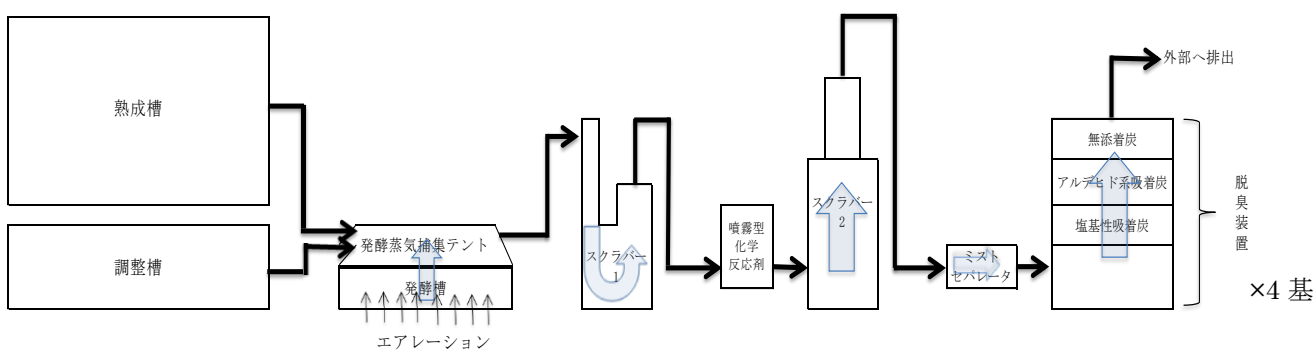 熟成槽
調整槽
発酵蒸気捕集テント
発酵槽
エアレーション
スクラバー
1
噴霧型
化学
反応剤
スクラバー
2
ミスト
セパレータ
外部へ排出
無添着炭
アルデヒド系吸着炭
塩基性吸着炭
脱臭装置
×4 基